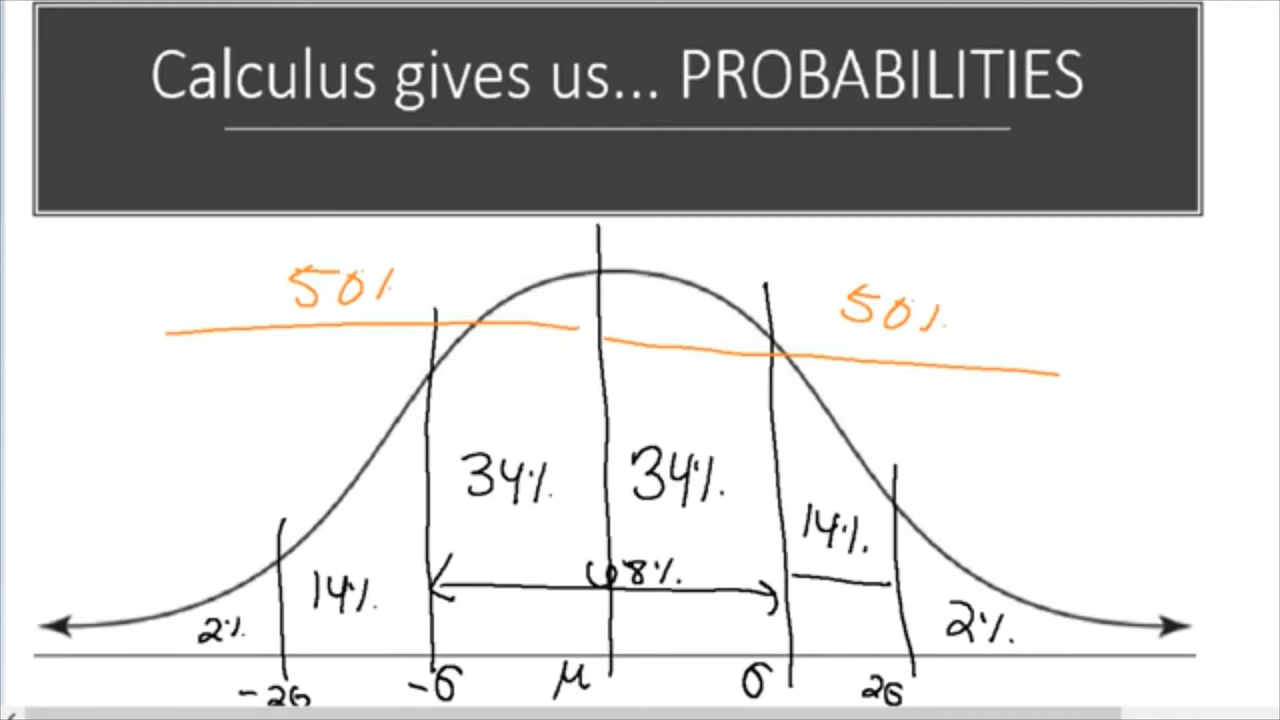 Calculus gives us... PROBABILITIES
50%
50%
34%
34%
14%
68%
14%
2%
2%
-2σ
-σ
μ
σ
2σ